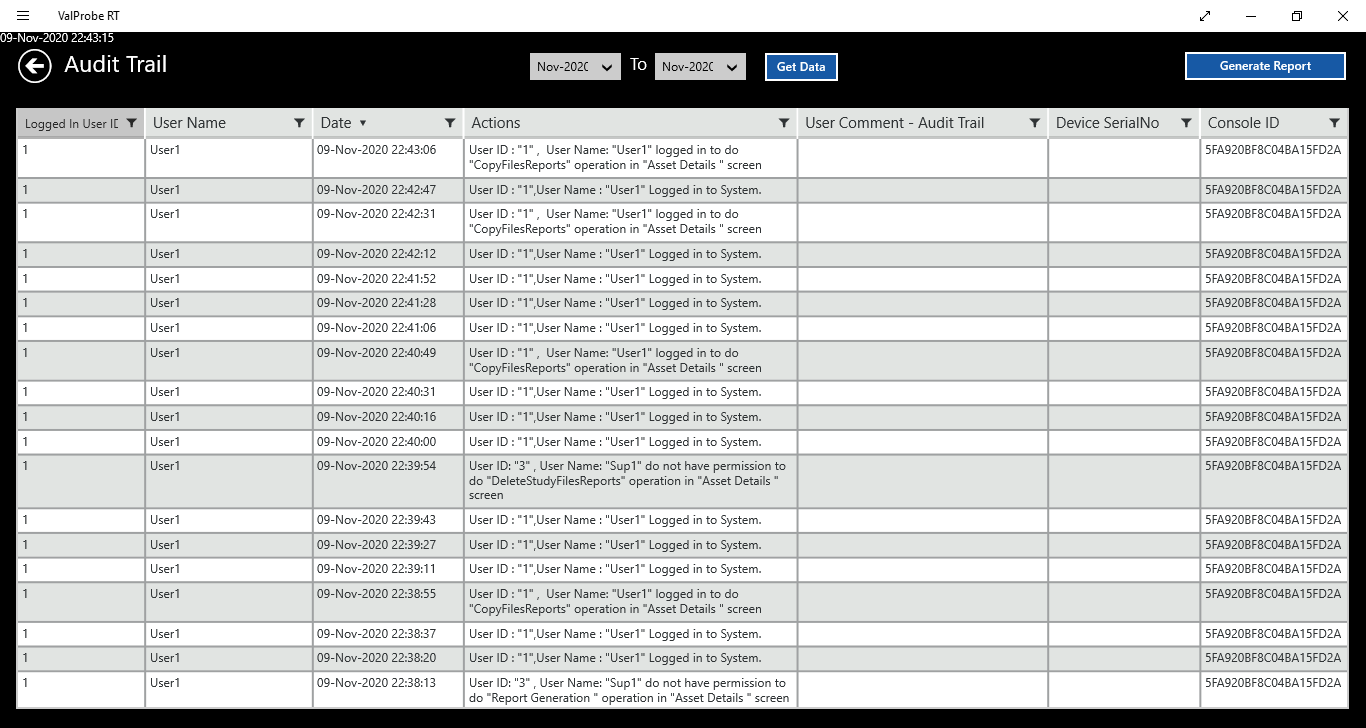 ValProbe RT
09-Nov-2020 22:43:15
Audit Trail
Nov-202 To Nov-202 Get Data Generate Report
Logged In User ID User Name Date ▼ Actions User Comment - Audit Trail Device SerialNo Console ID
1 User1 09-Nov-2020 22:43:06 User ID : "1" , User Name: "User1" logged in to do 5FA920BF8C04BA15FD2A
"CopyFilesReports" operation in "Asset Details " screen
1 User1 09-Nov-2020 22:42:47 User ID : "1",User Name : "User1" Logged in to System. 5FA920BF8C04BA15FD2A
1 User1 09-Nov-2020 22:42:31 User ID : "1" , User Name: "User1" logged in to do 5FA920BF8C04BA15FD2A
"CopyFilesReports" operation in "Asset Details " screen
1 User1 09-Nov-2020 22:42:12 User ID : "1",User Name : "User1" Logged in to System. 5FA920BF8C04BA15FD2A
1 User1 09-Nov-2020 22:41:52 User ID : "1",User Name : "User1" Logged in to System. 5FA920BF8C04BA15FD2A
1 User1 09-Nov-2020 22:41:28 User ID : "1",User Name : "User1" Logged in to System. 5FA920BF8C04BA15FD2A
1 User1 09-Nov-2020 22:41:06 User ID : "1",User Name : "User1" Logged in to System. 5FA920BF8C04BA15FD2A
1 User1 09-Nov-2020 22:40:49 User ID : "1" , User Name: "User1" logged in to do 5FA920BF8C04BA15FD2A
"CopyFilesReports" operation in "Asset Details " screen
1 User1 09-Nov-2020 22:40:31 User ID : "1",User Name : "User1" Logged in to System. 5FA920BF8C04BA15FD2A
1 User1 09-Nov-2020 22:40:16 User ID : "1",User Name : "User1" Logged in to System. 5FA920BF8C04BA15FD2A
1 User1 09-Nov-2020 22:40:00 User ID : "1",User Name : "User1" Logged in to System. 5FA920BF8C04BA15FD2A
1 User1 09-Nov-2020 22:39:54 User ID: "3" , User Name: "Sup1" do not have permission to 5FA920BF8C04BA15FD2A
do "DeleteStudyFilesReports" operation in "Asset Details "
screen
1 User1 09-Nov-2020 22:39:43 User ID : "1",User Name : "User1" Logged in to System. 5FA920BF8C04BA15FD2A
1 User1 09-Nov-2020 22:39:27 User ID : "1",User Name : "User1" Logged in to System. 5FA920BF8C04BA15FD2A
1 User1 09-Nov-2020 22:39:11 User ID : "1",User Name : "User1" Logged in to System. 5FA920BF8C04BA15FD2A
1 User1 09-Nov-2020 22:38:55 User ID : "1" , User Name: "User1" logged in to do 5FA920BF8C04BA15FD2A
"CopyFilesReports" operation in "Asset Details " screen
1 User1 09-Nov-2020 22:38:37 User ID : "1",User Name : "User1" Logged in to System. 5FA920BF8C04BA15FD2A
1 User1 09-Nov-2020 22:38:20 User ID : "1",User Name : "User1" Logged in to System. 5FA920BF8C04BA15FD2A
1 User1 09-Nov-2020 22:38:13 User ID: "3" , User Name: "Sup1" do not have permission to 5FA920BF8C04BA15FD2A
do "Report Generation " operation in "Asset Details " screen